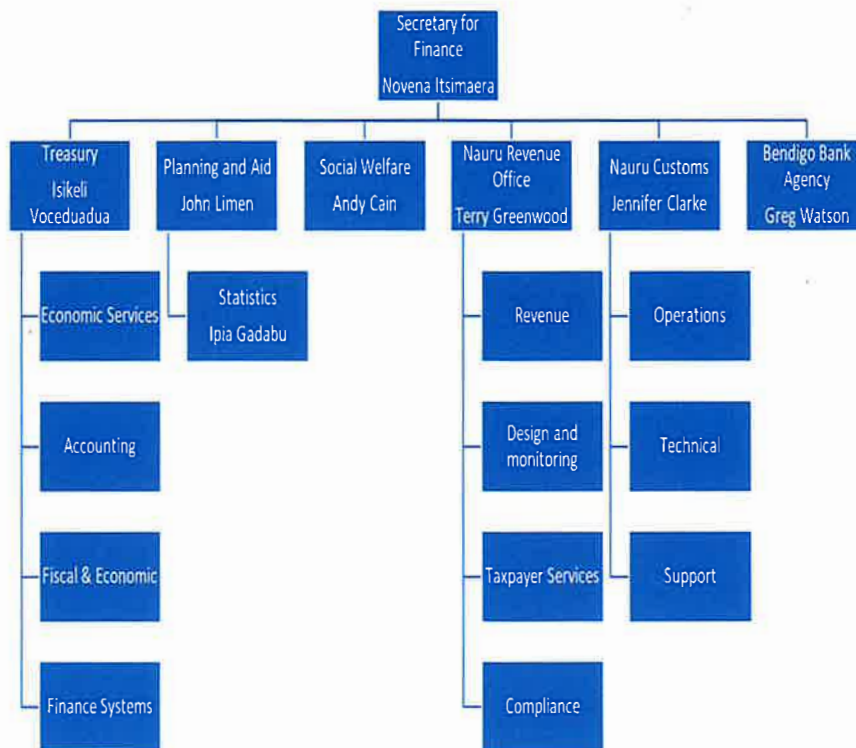 Secretary for
Finance
Novena Itsimaera
Treasury
Isikeli
Voceduadua
Planning and Aid
John Limen
Social Welfare
Andy Cain
Nauru Revenue
Office
Terry Greenwood
Nauru Customs
Jennifer Clarke
Bendigo Bank
Agency
Greg Watson
Economic Services
Accounting
Fiscal & Economic
Finance Systems
Statistics
Ipia Gadabu
Revenue
Design and
monitoring
Taxpayer Services
Compliance
Operations
Technical
Support